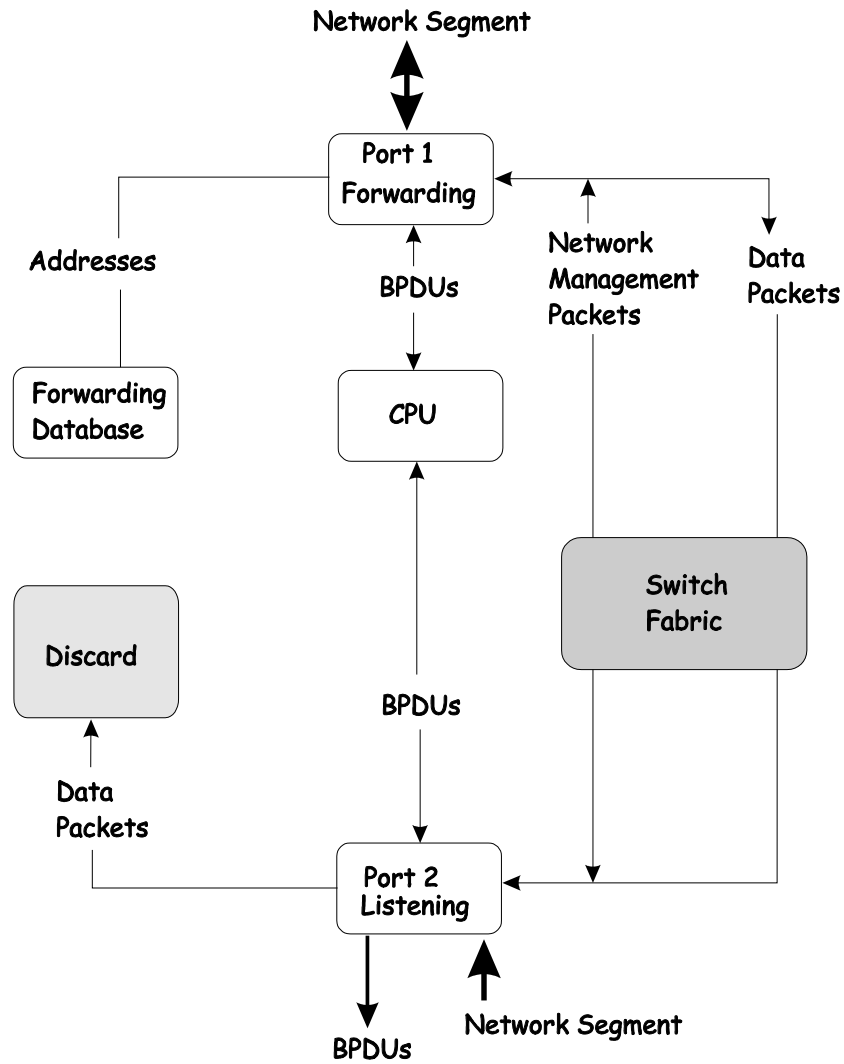 Network Segment
Port 1
Forwarding
Addresses
BPDUs
Network
Management
Packets
Data
Packets
Forwarding
Database
CPU
Switch
Fabric
Discard
BPDUs
Data
Packets
Port 2
Listening
Network Segment
BPDUs